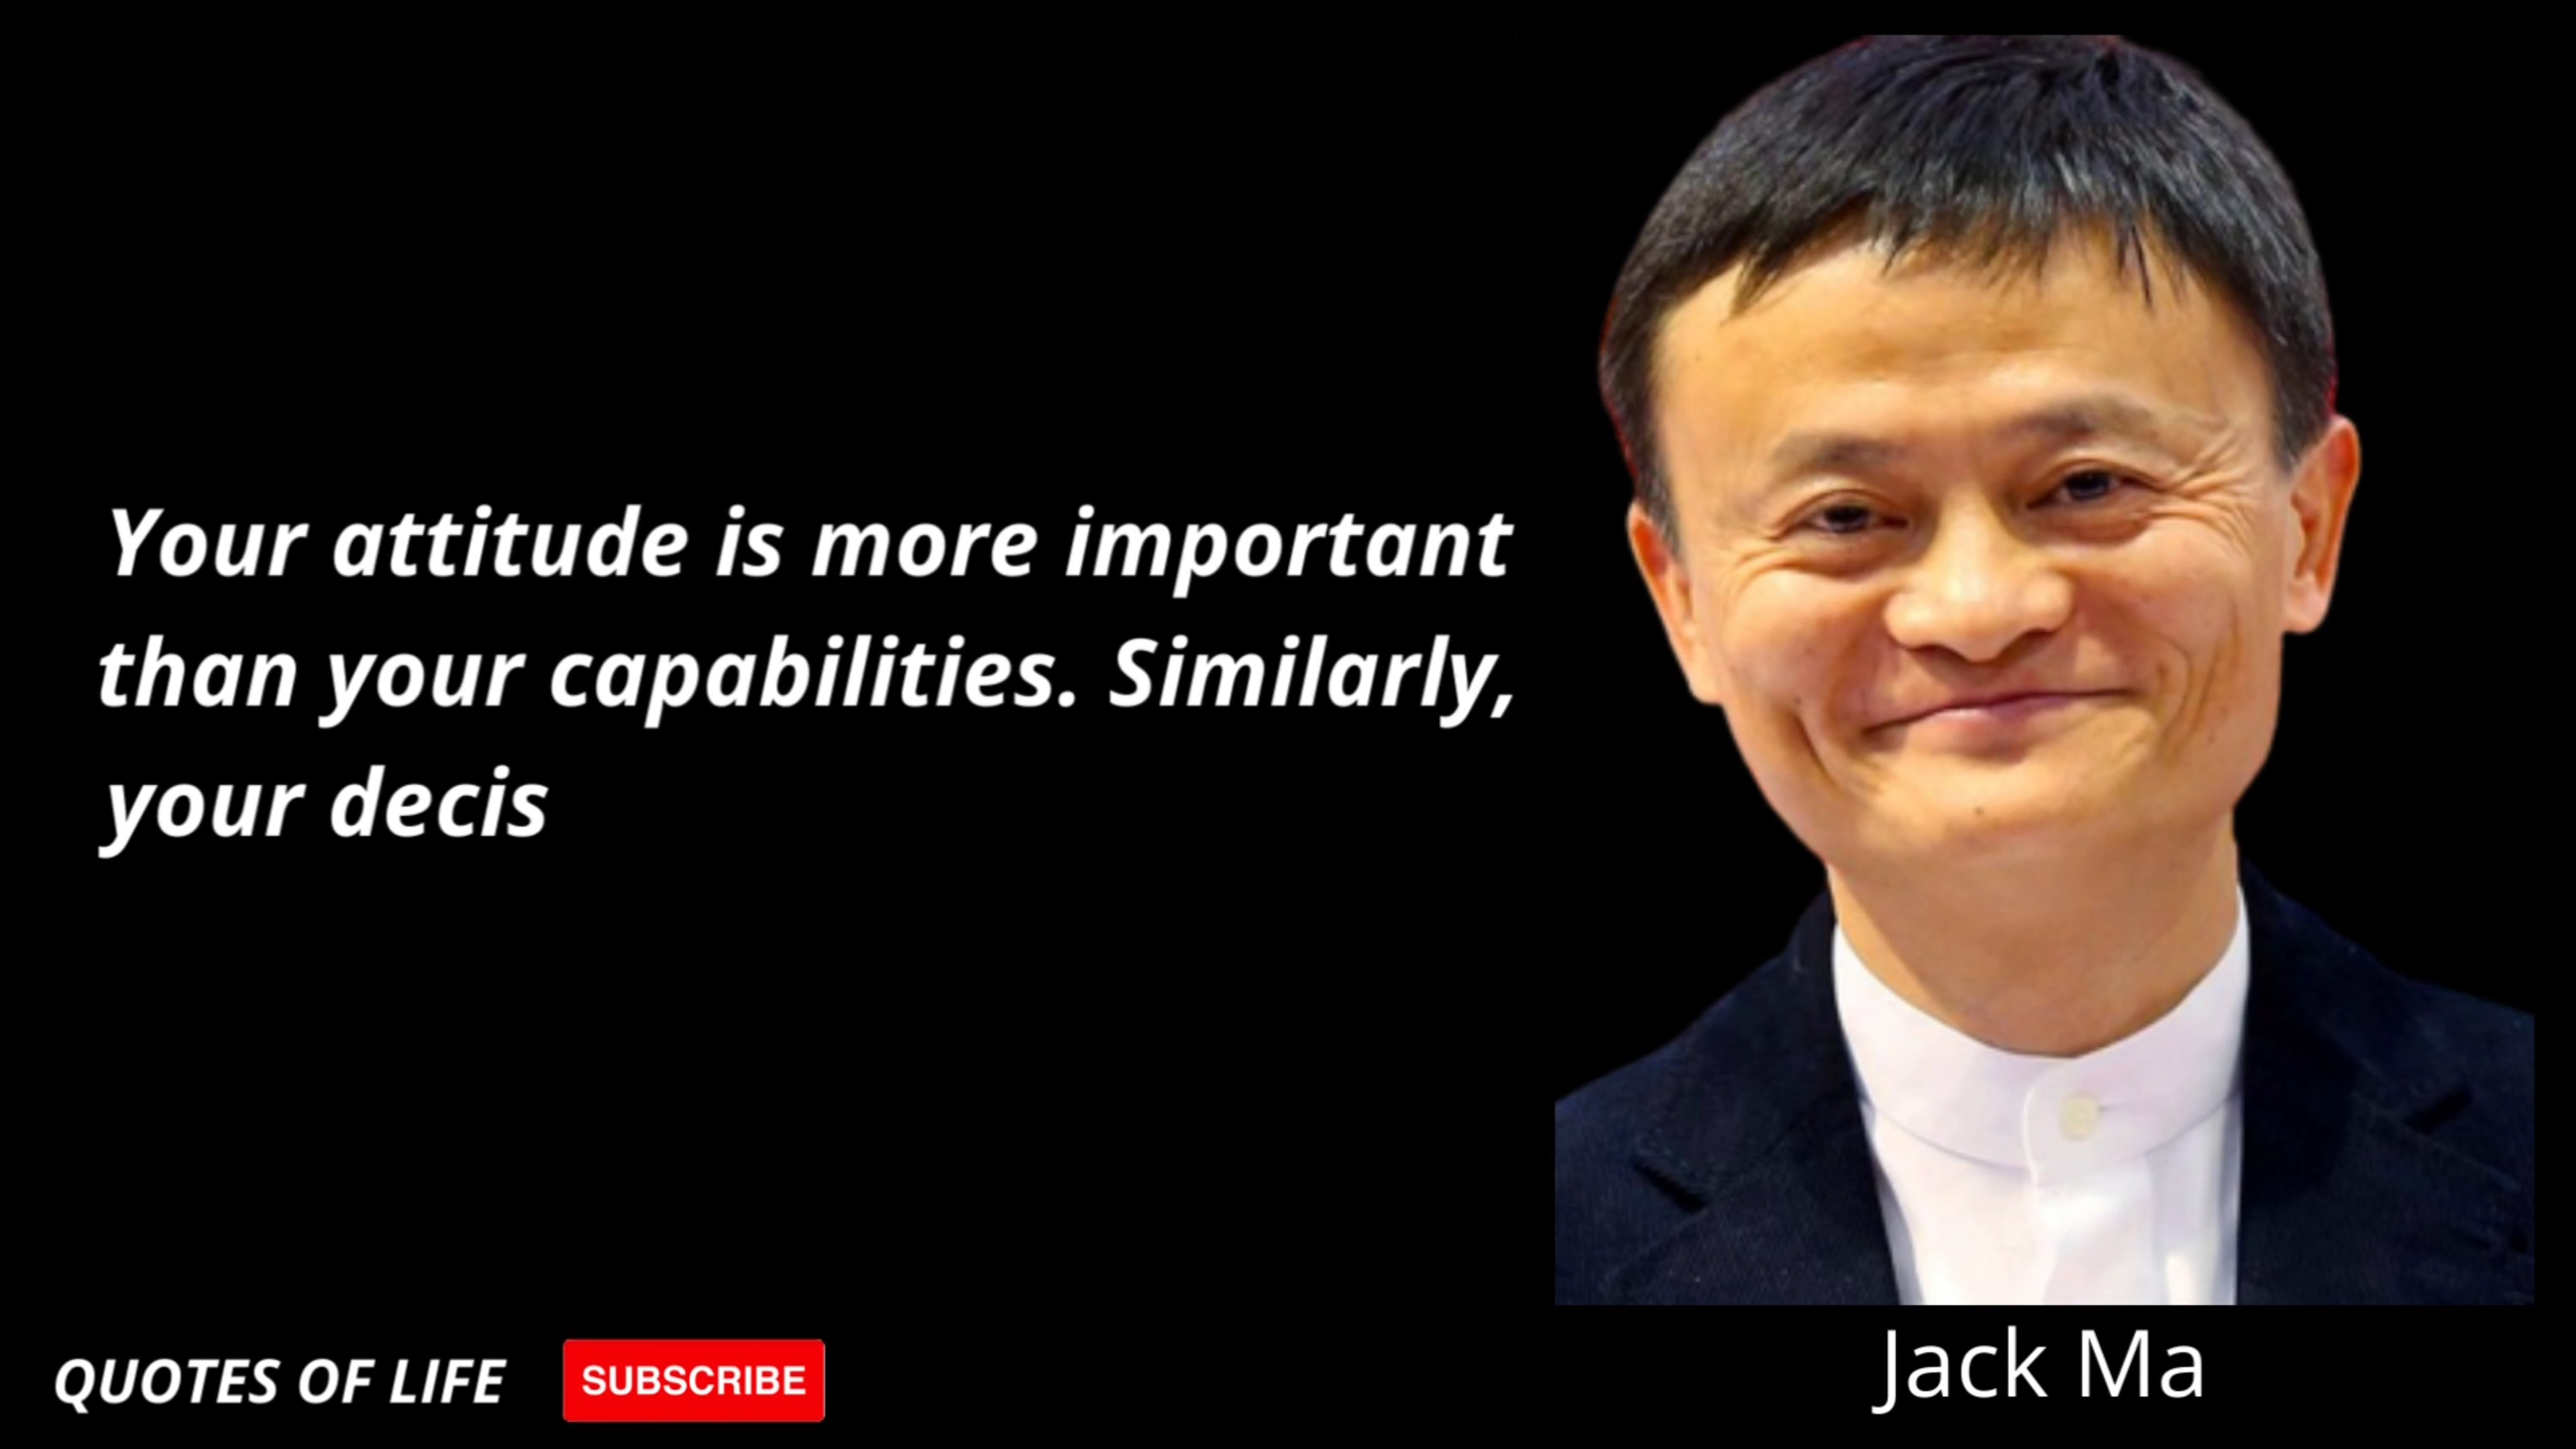 Your attitude is more important
than your capabilities. Similarly,
your decis
QUOTES OF LIFE
SUBSCRIBE
Jack Ma